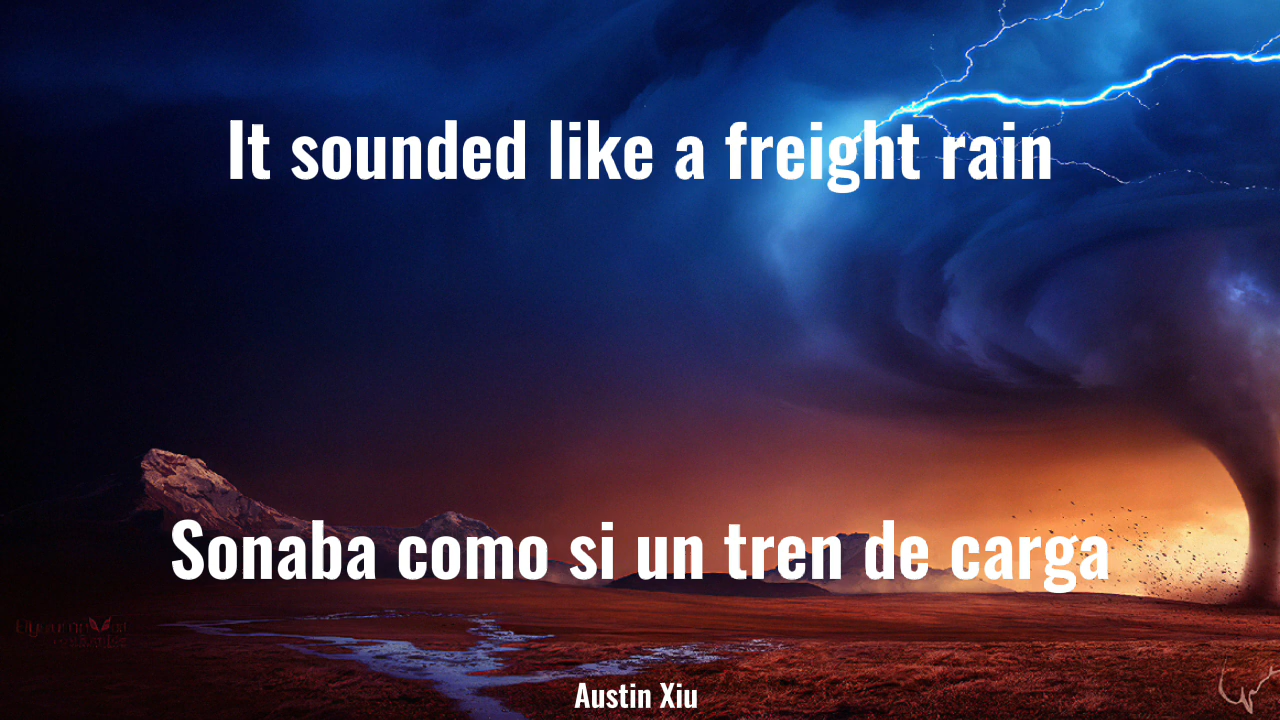 It sounded like a freight rain
Sonaba como si un tren de carga
Austin Xiu